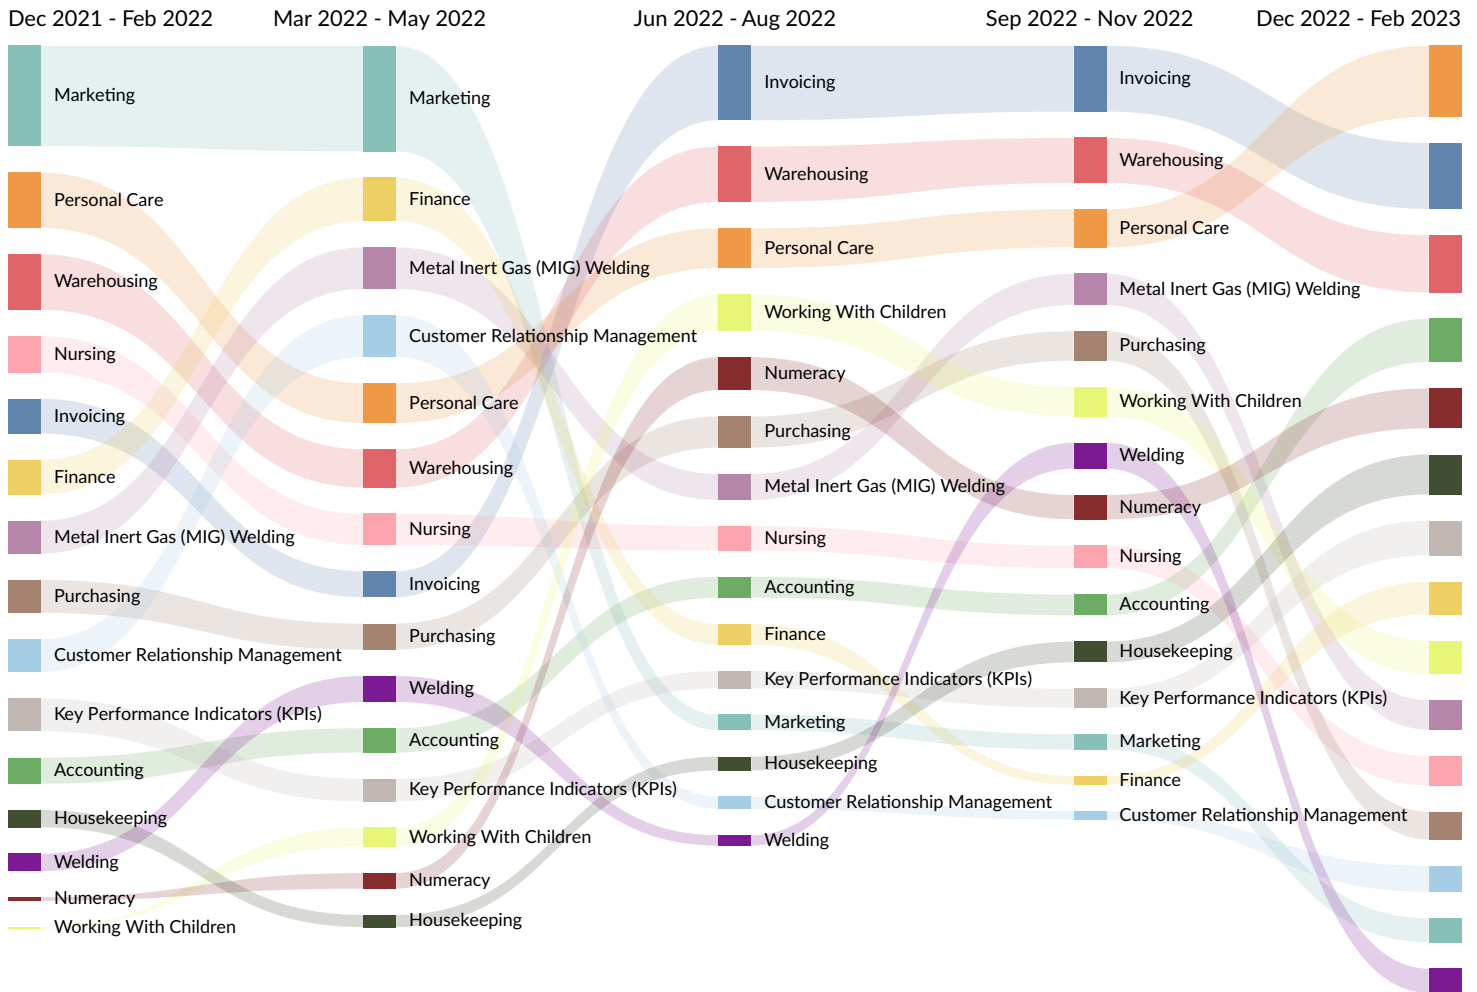 Dec 2021 - Feb 2022
Mar 2022 - May 2022
Jun 2022 - Aug 2022
Sep 2022 - Nov 2022
Dec 2022 - Feb 2023
Marketing
Personal Care
Warehousing
Nursing
Invoicing
Finance
Metal Inert Gas (MIG) Welding
Purchasing
Customer Relationship Management
Key Performance Indicators (KPIs)
Accounting
Housekeeping
Welding
Numeracy
Working With Children
Marketing
Finance
Metal Inert Gas (MIG) Welding
Customer Relationship Management
Personal Care
Warehousing
Nursing
Invoicing
Purchasing
Welding
Accounting
Key Performance Indicators (KPIs)
Working With Children
Numeracy
Housekeeping
Invoicing
Warehousing
Personal Care
Working With Children
Numeracy
Purchasing
Metal Inert Gas (MIG) Welding
Nursing
Accounting
Finance
Key Performance Indicators (KPIs)
Marketing
Housekeeping
Customer Relationship Management
Welding
Invoicing
Warehousing
Personal Care
Metal Inert Gas (MIG) Welding
Purchasing
Working With Children
Welding
Numeracy
Nursing
Accounting
Housekeeping
Key Performance Indicators (KPIs)
Marketing
Finance
Customer Relationship Management